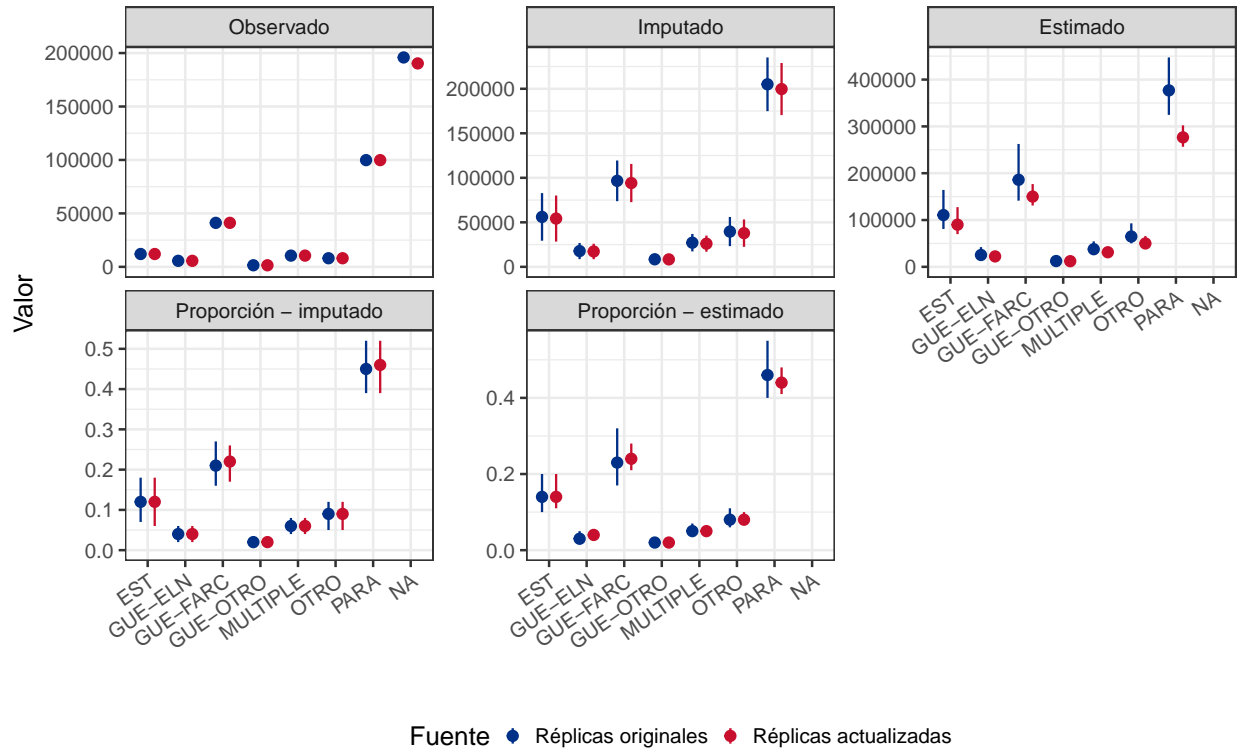 Observado
Imputado
Estimado
200000
150000
100000
50000
0
200000
150000
100000
50000
0
400000
300000
200000
100000
0
EST
GUE−ELN
GUE−FARC
GUE−OTRO
MULTIPLE
OTRO
PARA
NA
Valor
Proporción − imputado
Proporción − estimado
0.5
0.4
0.3
0.2
0.1
0.0
0.4
0.2
0.0
EST
GUE−ELN
GUE−FARC
GUE−OTRO
MULTIPLE
OTRO
PARA
NA
EST
GUE−ELN
GUE−FARC
GUE−OTRO
MULTIPLE
OTRO
PARA
NA
Fuente Réplicas originales Réplicas actualizadas